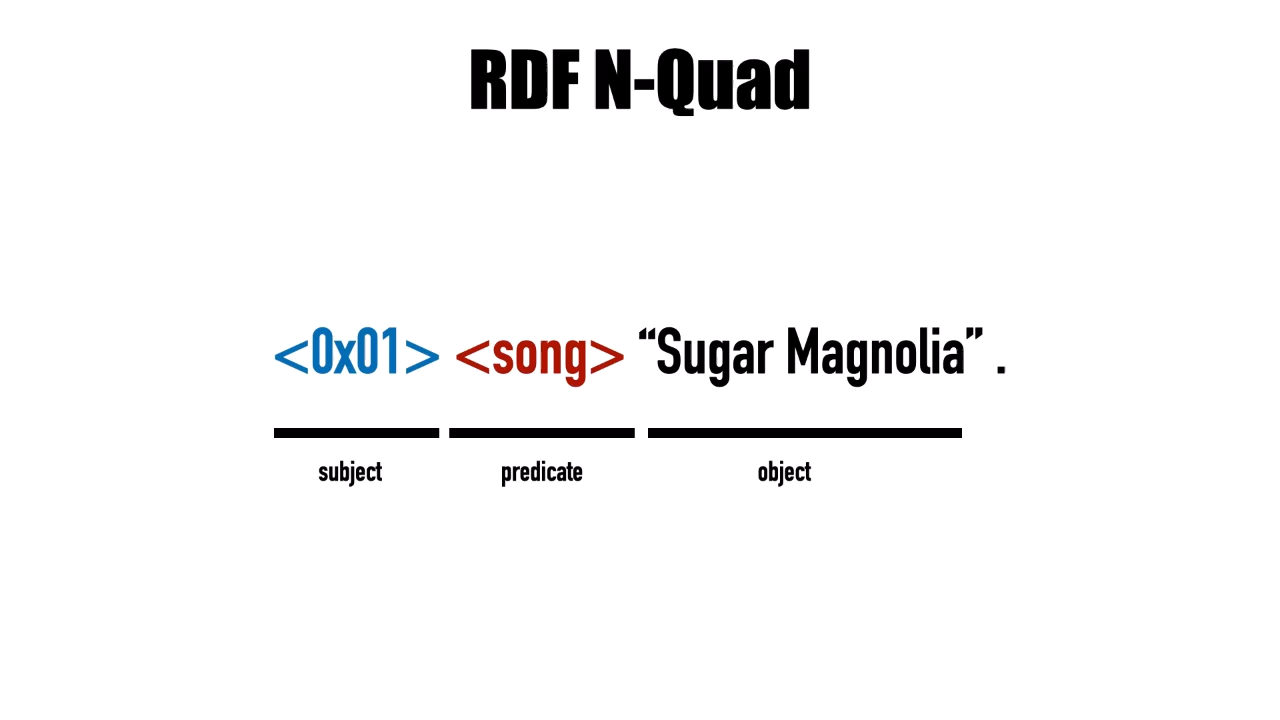 RDF N-Quad
<0x01> <song> “Sugar Magnolia” .
subject predicate object